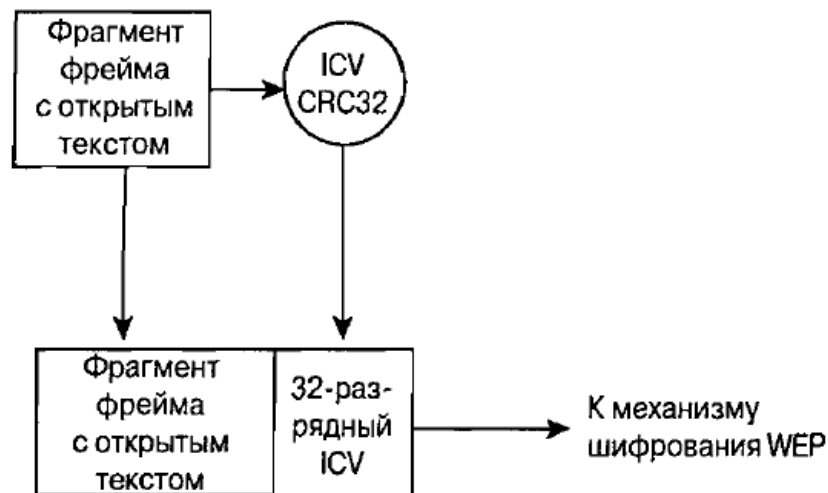 Фрагмент
фрейма
с открытым
текстом
ICV
CRC32
Фрагмент
фрейма
с открытым
текстом
32-раз-
рядный
ICV
К механизму
шифрования WEP